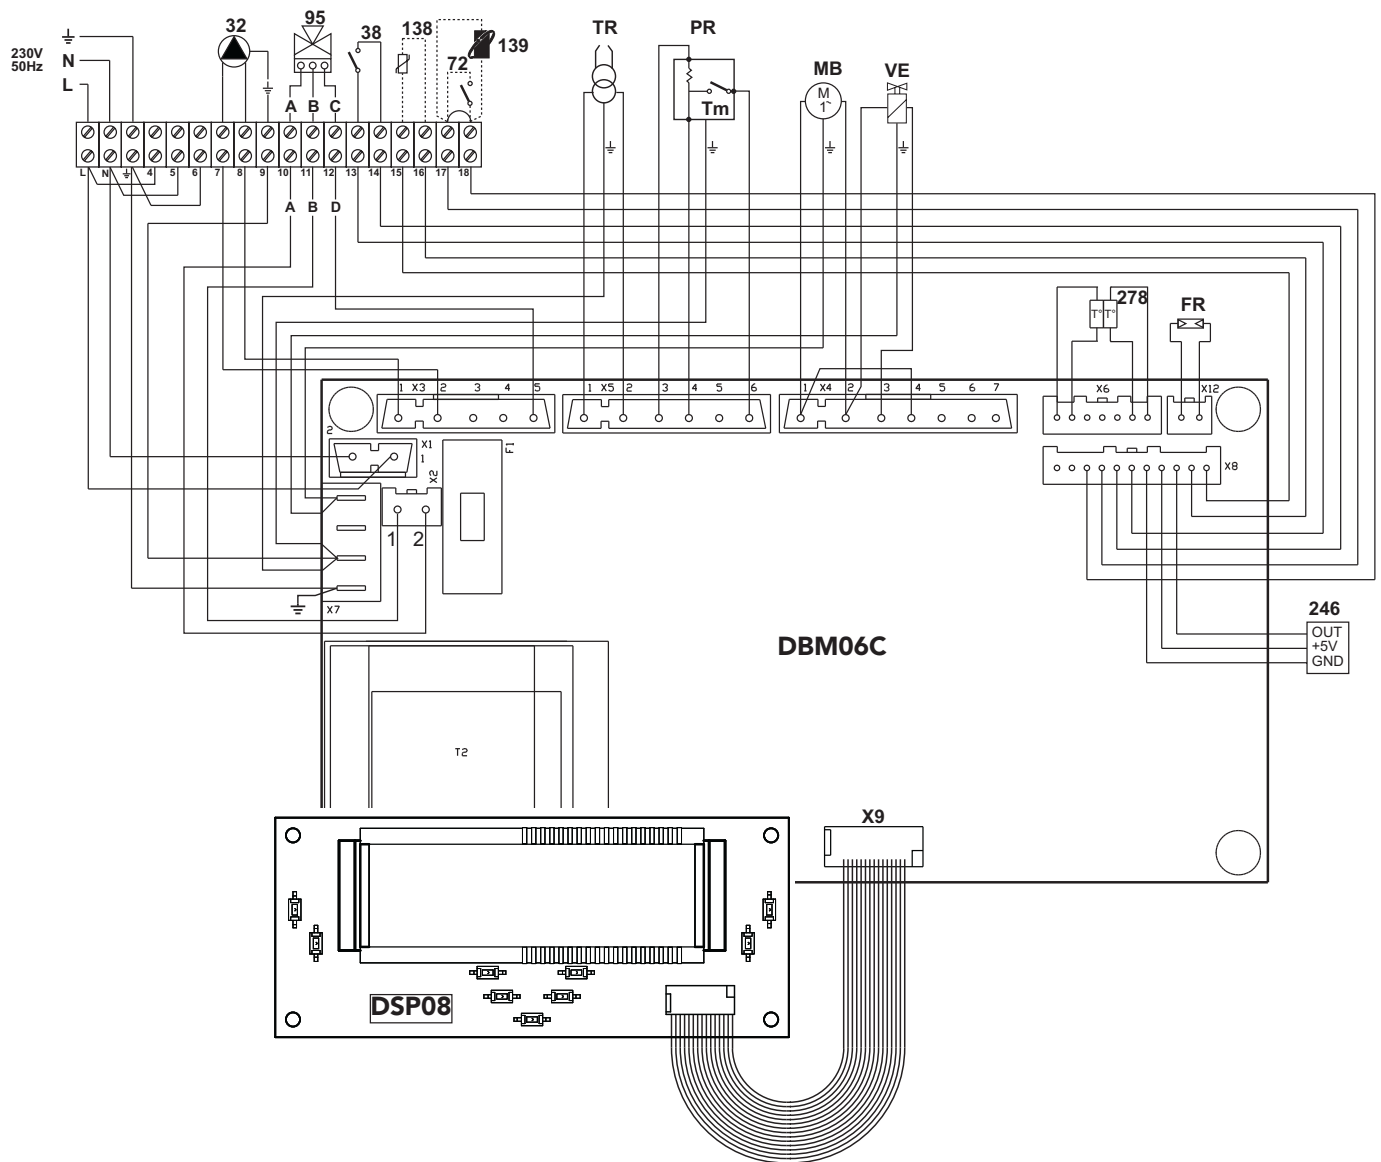 230V
50Hz
N
L
32
95
38
138
139
72
A B C
TR
PR
Tm
MB
M
1~
VE
L N 4 5 6 7 8 9 10 11 12 13 14 15 16 17 18
A B D
278
T° T°
FR
1 X3 2 3 4 5
1 X5 2 3 4 5 6
1 X4 2 3 4 5 6 7
X6
X12
2
X1
1
F1
X2
X8
1 2
X7
246
OUT
+5V
GND
DBM06C
T2
X9
DSP08